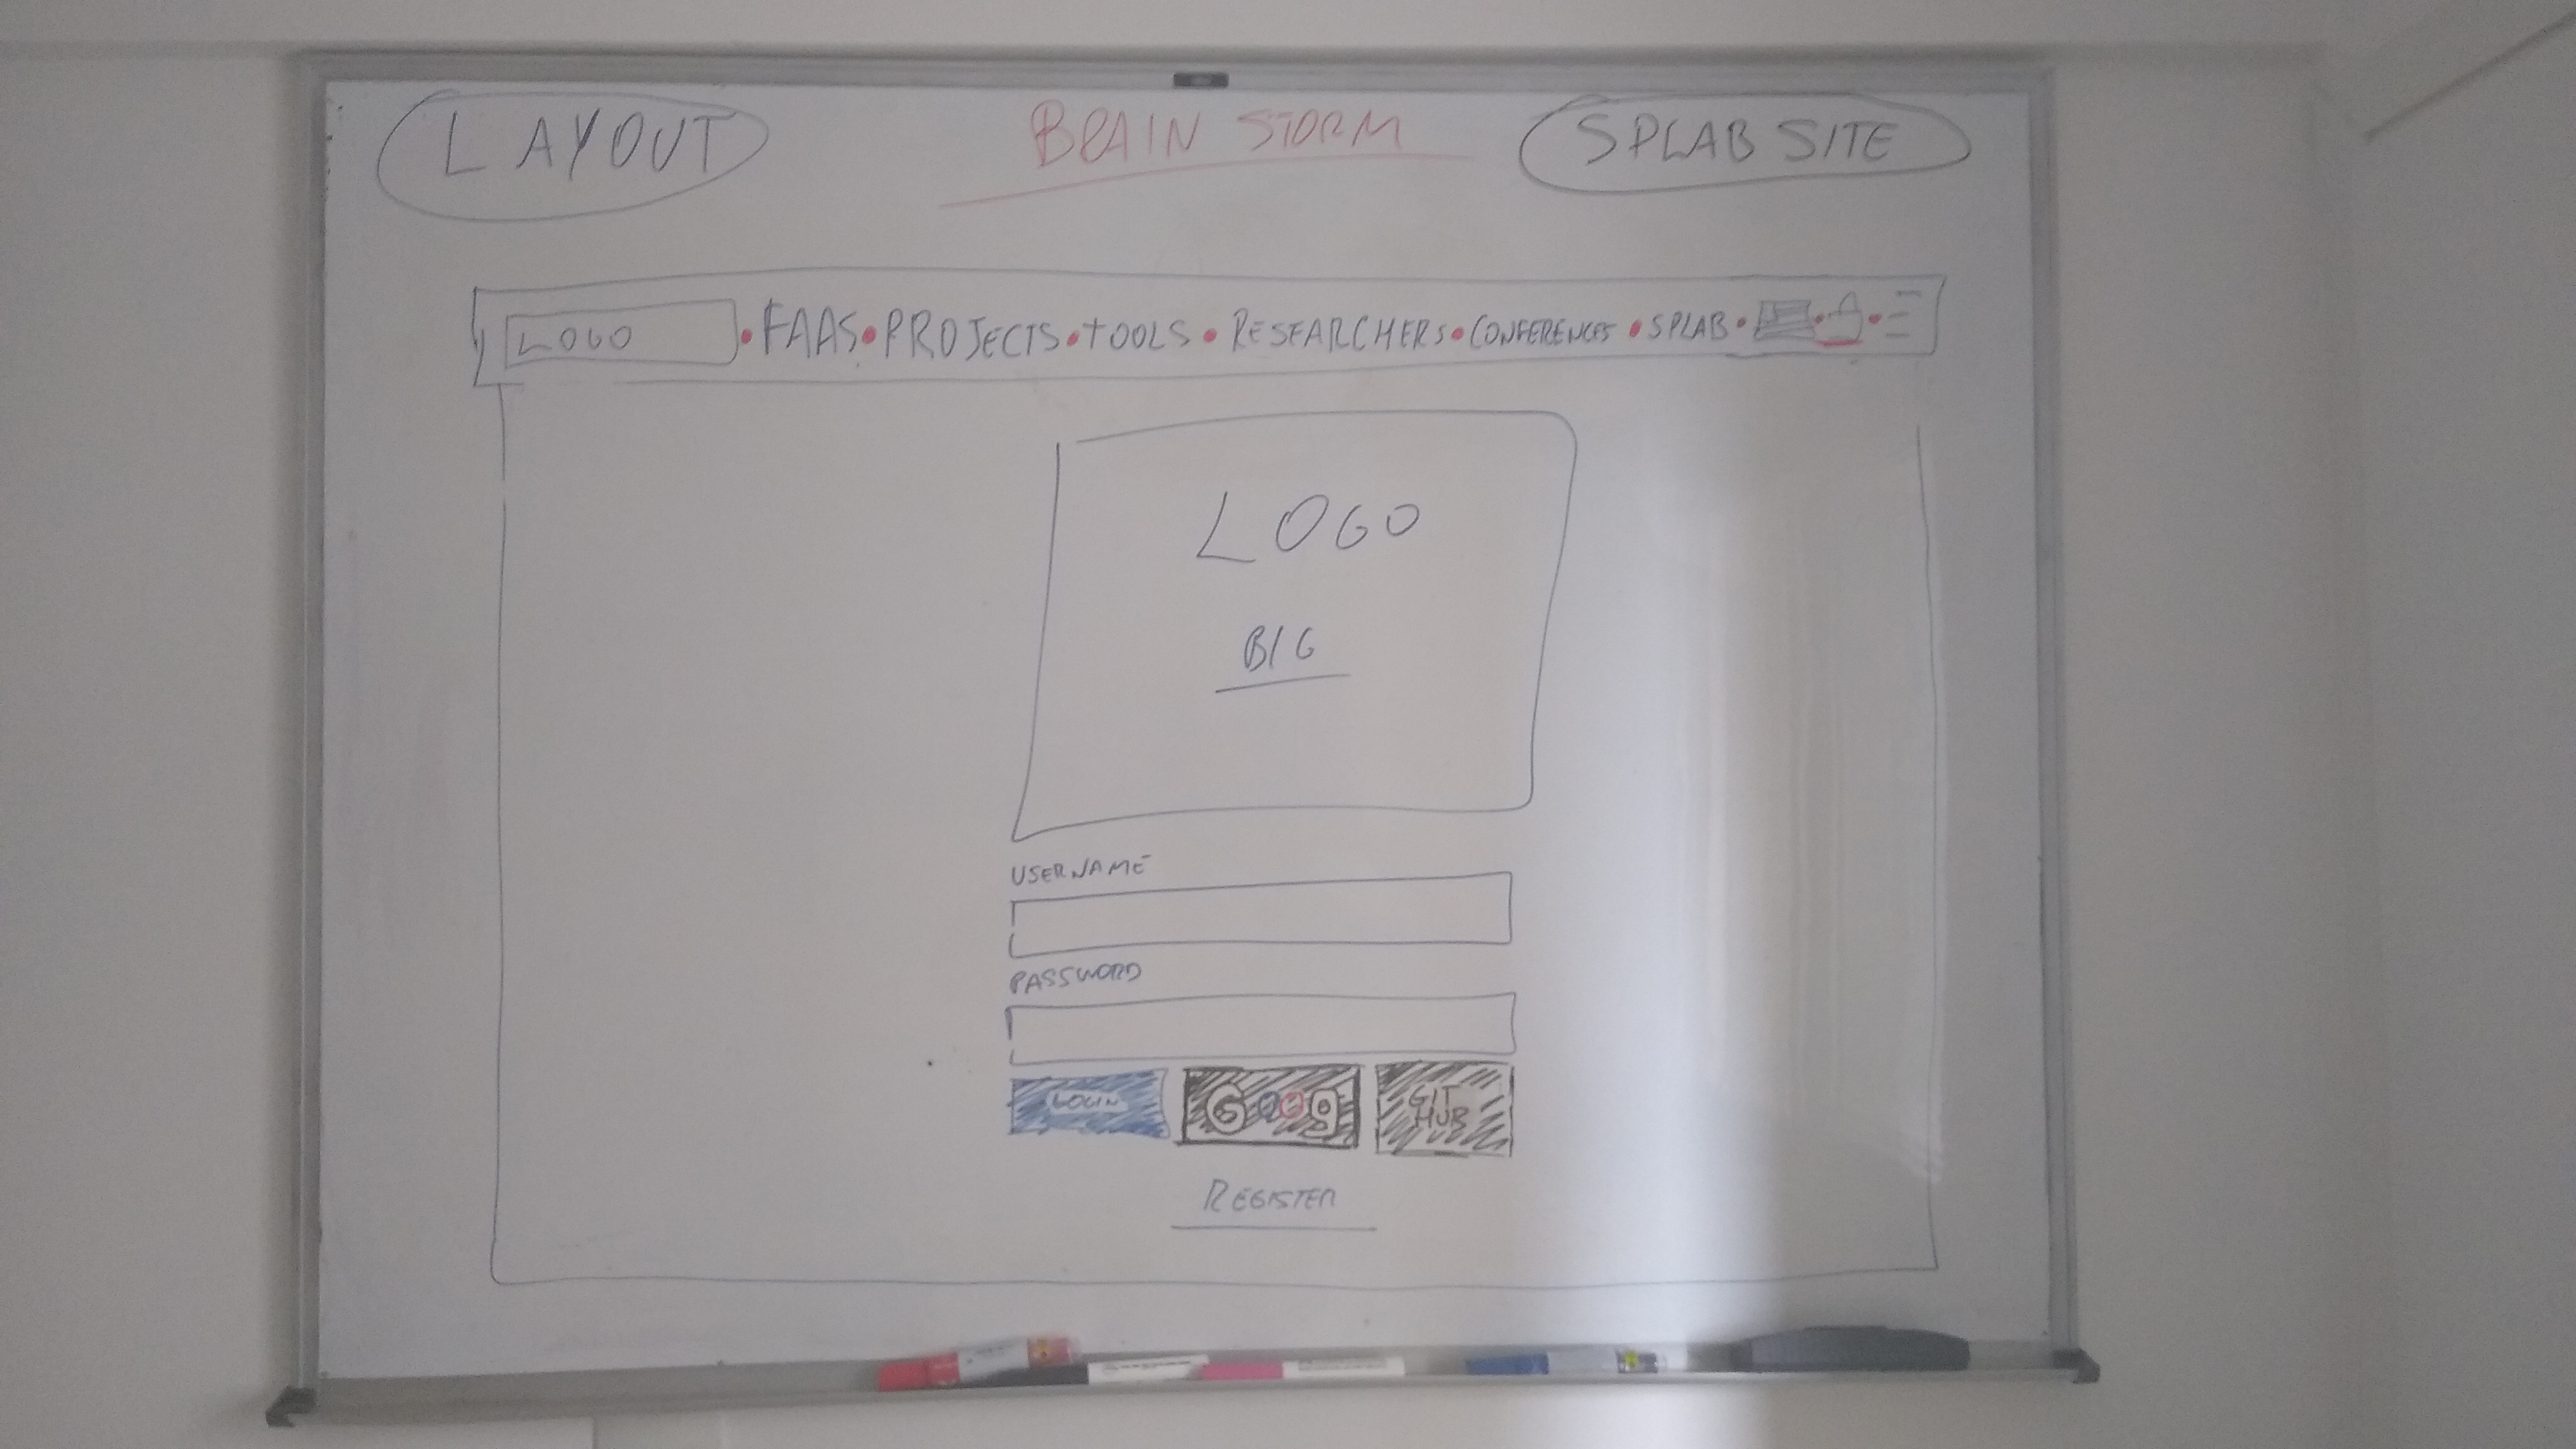 LAYOUT BRAIN STORM SPLAB SITE
LOGO • FAAS • PROJECTS • TOOLS • RESEARCHERS • CONFERENCES • SPLAB • • •
LOGO
BIG
USERNAME
PASSWORD
LOGIN Goog GIT
HUB
REGISTER